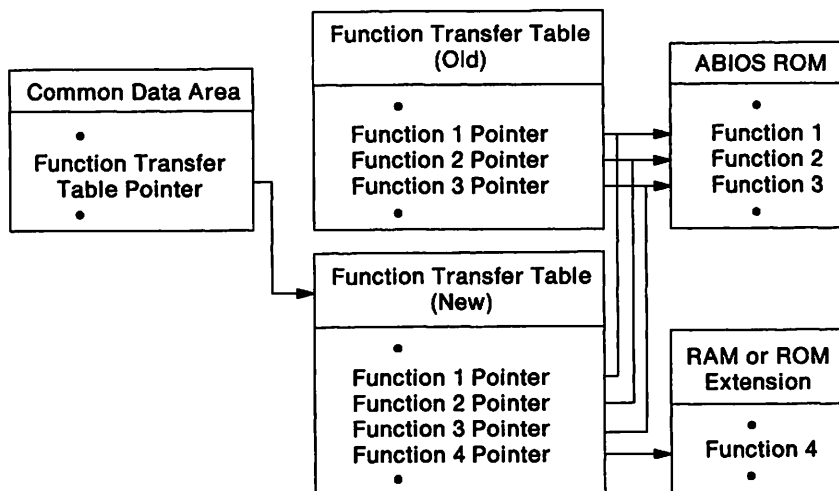 Common Data Area
Function Transfer
Table Pointer
Function Transfer Table
(Old)
Function 1 Pointer
Function 2 Pointer
Function 3 Pointer
Function Transfer Table
(New)
Function 1 Pointer
Function 2 Pointer
Function 3 Pointer
Function 4 Pointer
ABIOS ROM
Function 1
Function 2
Function 3
RAM or ROM
Extension
Function 4